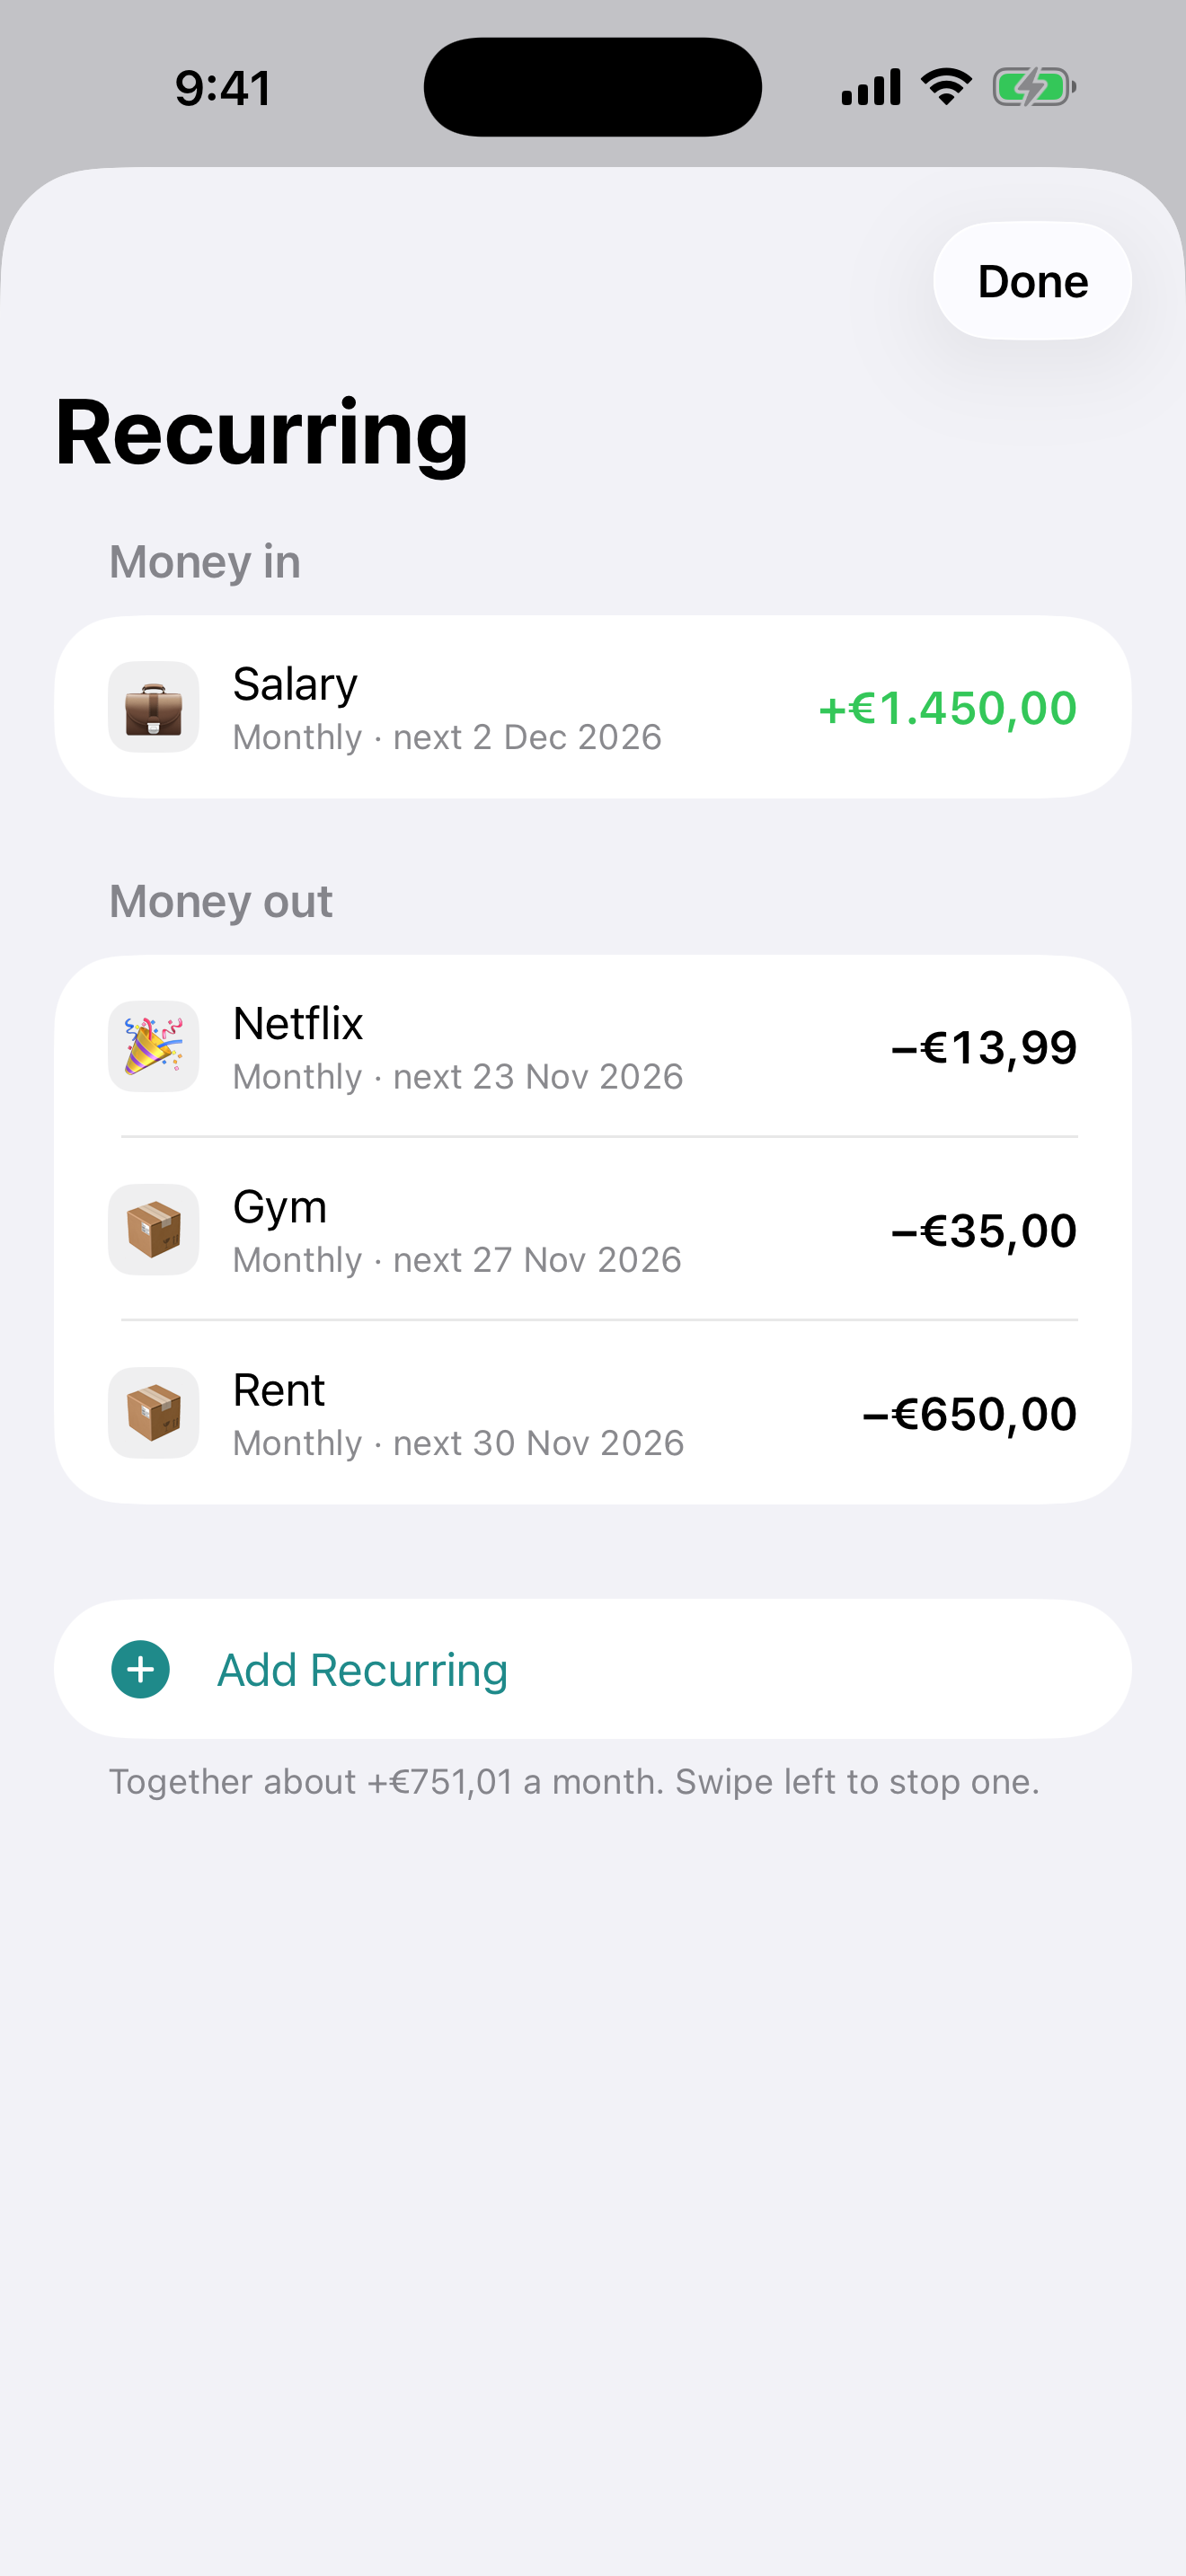 9:41
Done
Recurring
Money in
Salary
+€1.450,00
Monthly · next 2 Dec 2026
Money out
Netflix
–€13,99
Monthly · next 23 Nov 2026
Gym
–€35,00
Monthly · next 27 Nov 2026
Rent
–€650,00
Monthly · next 30 Nov 2026
Add Recurring
Together about +€751,01 a month. Swipe left to stop one.